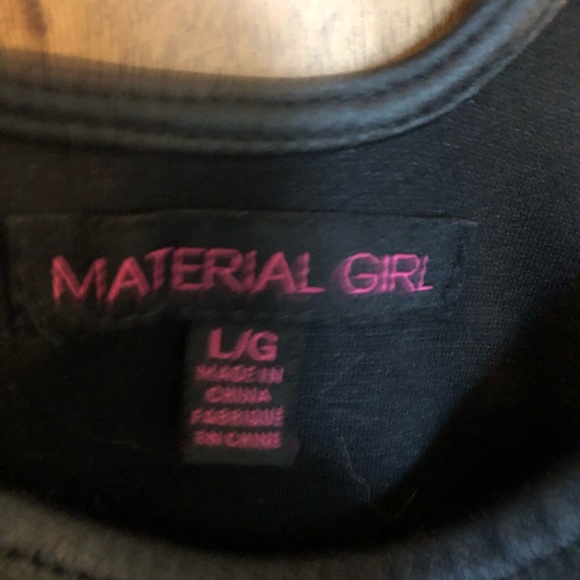 MATERIAL GIRL
L/G
MADE IN
CHINA
FABRIQUÉ
EN CHINE